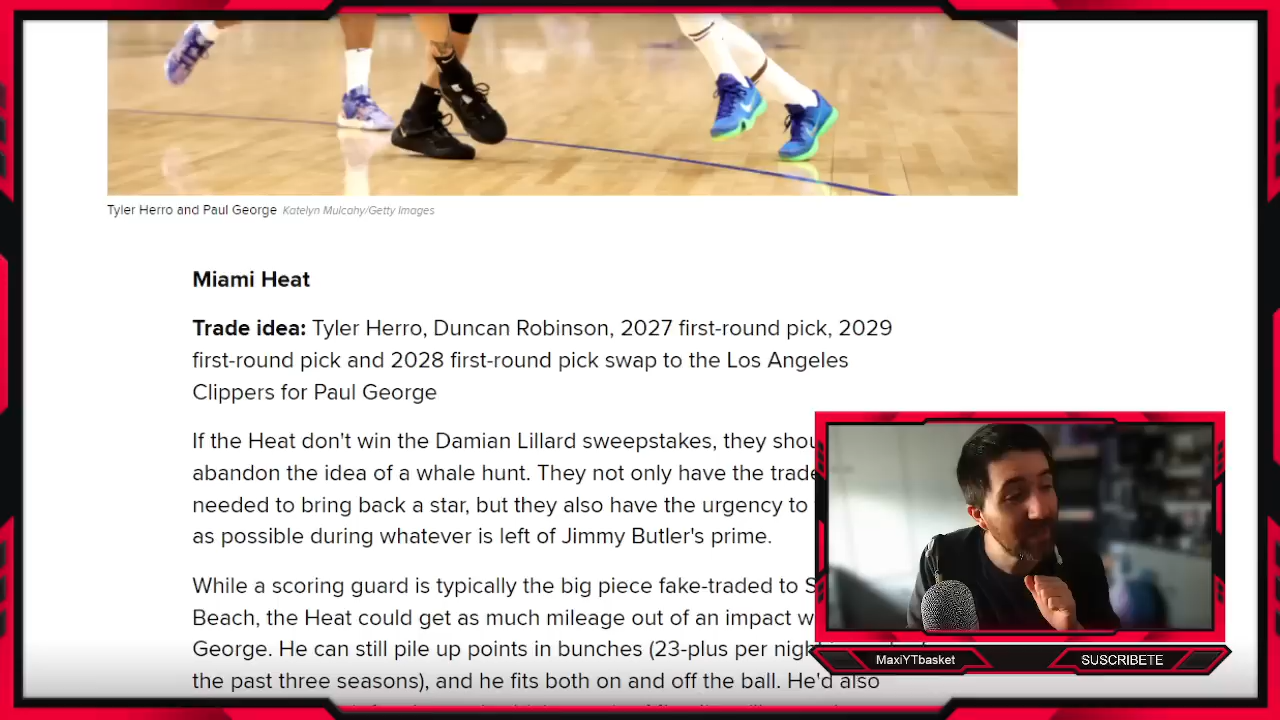 Tyler Herro and Paul George Katelyn Mulcahy/Getty Images
Miami Heat
Trade idea: Tyler Herro, Duncan Robinson, 2027 first-round pick, 2029
first-round pick and 2028 first-round pick swap to the Los Angeles
Clippers for Paul George
If the Heat don't win the Damian Lillard sweepstakes, they
abandon the idea of a whale hunt. They not only have the trade
needed to bring back a star, but they also have the urgency to
as possible during whatever is left of Jimmy Butler's prime.
While a scoring guard is typically the big piece fake-traded to
Beach, the Heat could get as much mileage out of an impact
George. He can still pile up points in bunches (23-plus per
the past three seasons), and he fits both on and off the ball. He'd also
MaxiYTbasket
SUSCRIBETE